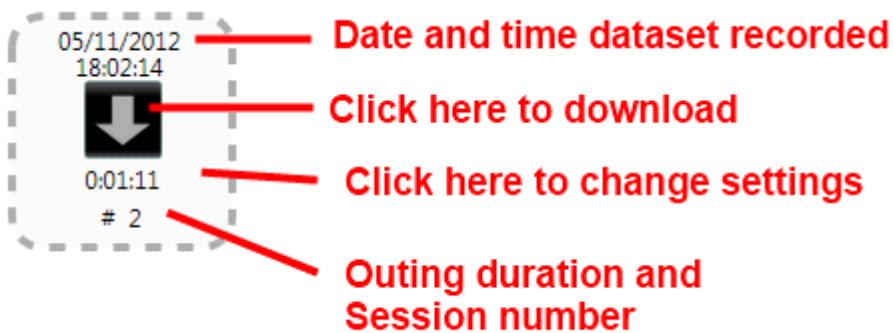 05/11/2012
18:02:14
0:01:11
# 2
Date and time dataset recorded
Click here to download
Click here to change settings
Outing duration and
Session number